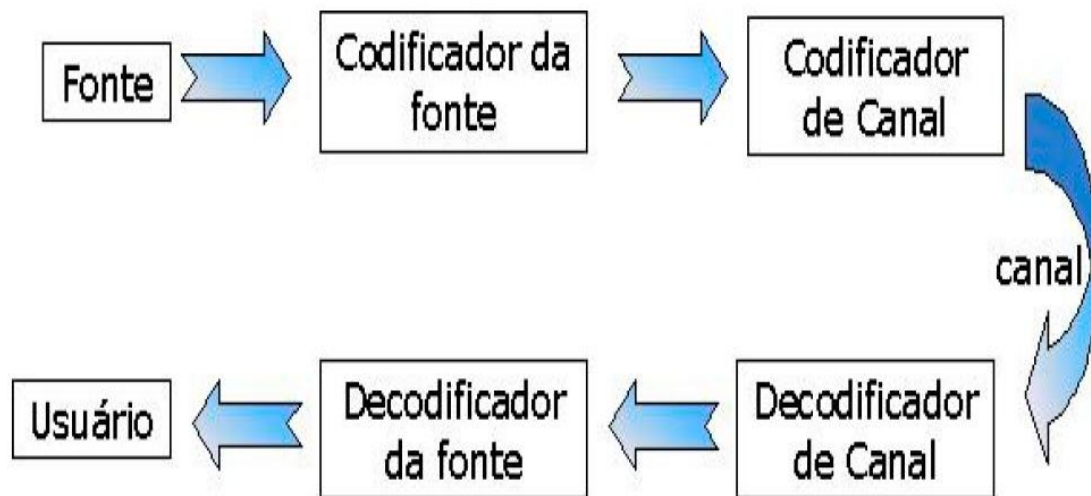 Fonte
Codificador da
fonte
Codificador
de Canal
canal
Usuário
Decodificador
da fonte
Decodificador
de Canal